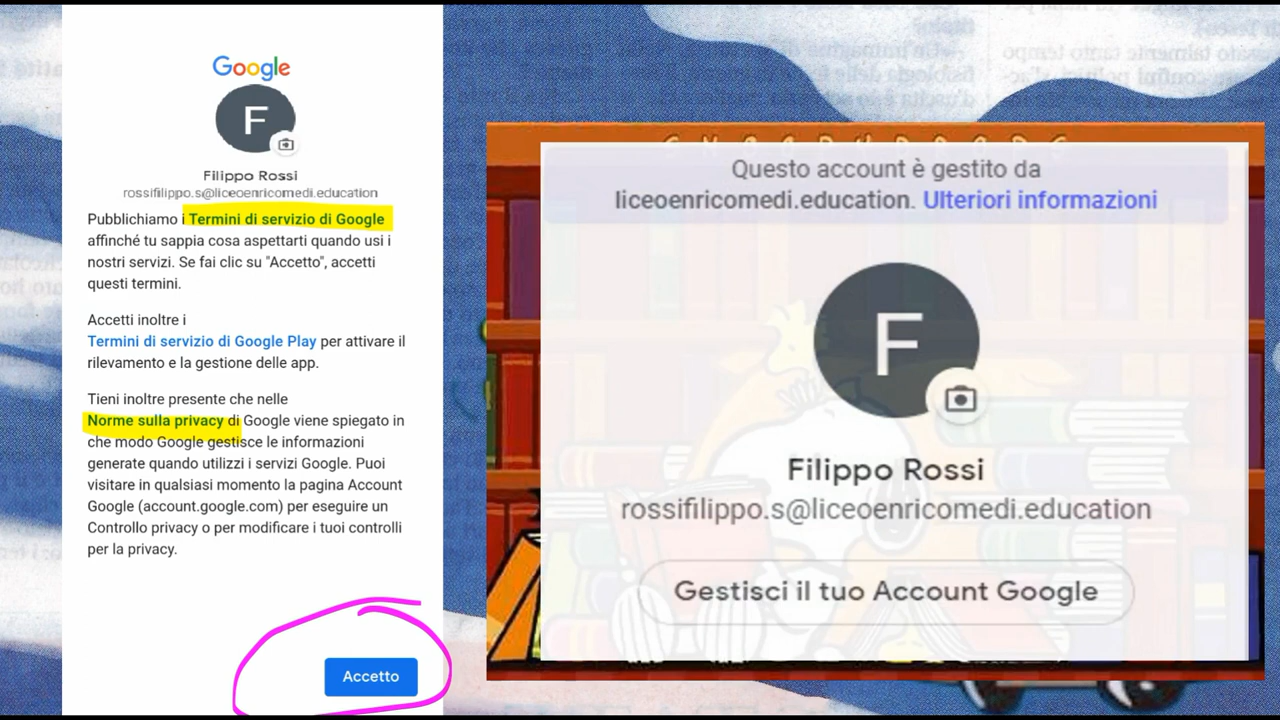 Google
F
Filippo Rossi
rossifilippo.s@liceoenricomedi.education
Pubblichiamo i Termini di servizio di Google
affinché tu sappia cosa aspettarti quando usi i
nostri servizi. Se fai clic su "Accetto", accetti
questi termini.
Accetti inoltre i
Termini di servizio di Google Play per attivare il
rilevamento e la gestione delle app.
Tieni inoltre presente che nelle
Norme sulla privacy di Google viene spiegato in
che modo Google gestisce le informazioni
generate quando utilizzi i servizi Google. Puoi
visitare in qualsiasi momento la pagina Account
Google (account.google.com) per eseguire un
Controllo privacy o per modificare i tuoi controlli
per la privacy.
Accetto
Questo account è gestito da
liceoenricomedi.education. Ulteriori informazioni
F
Filippo Rossi
rossifilippo.s@liceoenricomedi.education
Gestisci il tuo Account Google